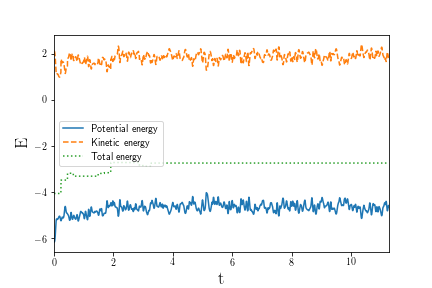 2
0
−2
−4
−6
E
Potential energy
Kinetic energy
Total energy
0 2 4 6 8 10
t